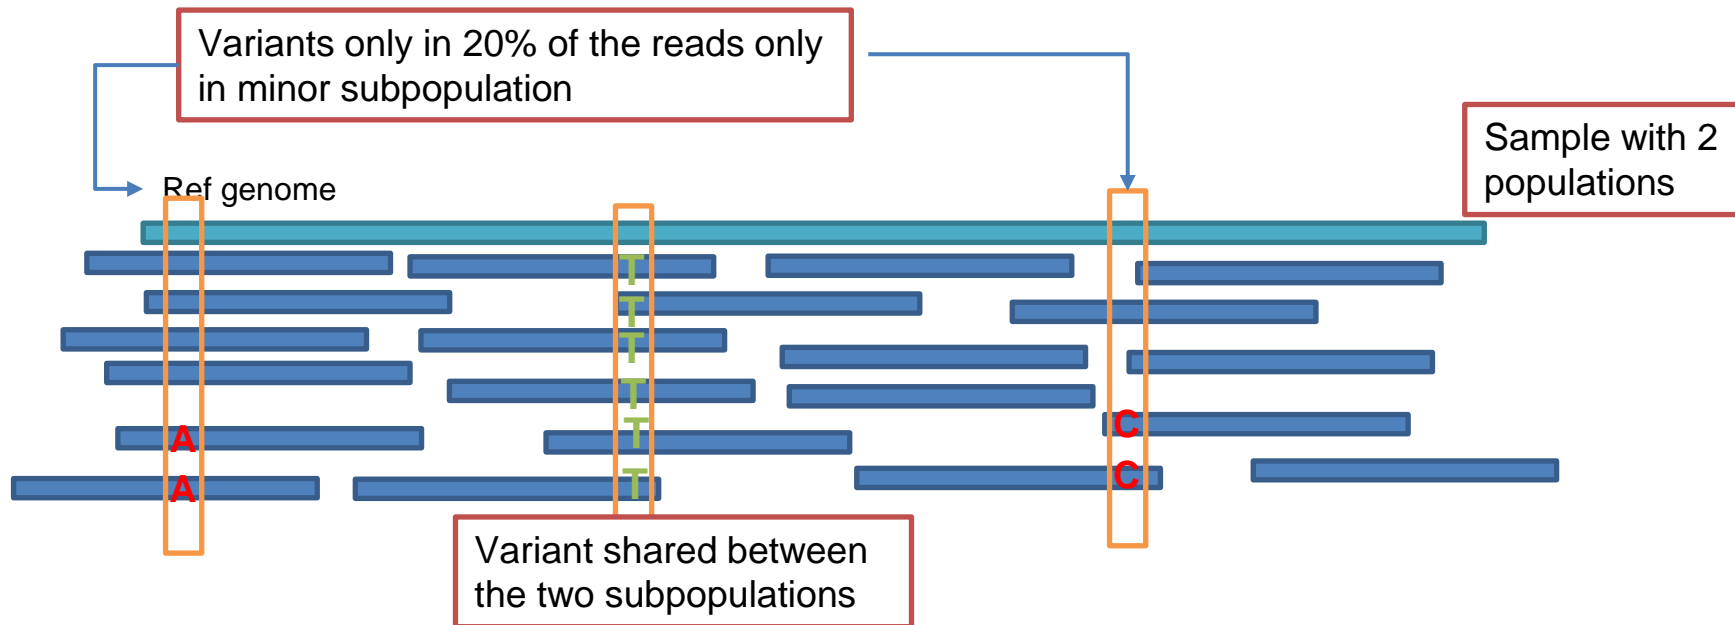 Variants only in 20% of the reads only
in minor subpopulation
Sample with 2
populations
Ref genome
T
T
T
T
T
T
A
A
C
C
Variant shared between
the two subpopulations